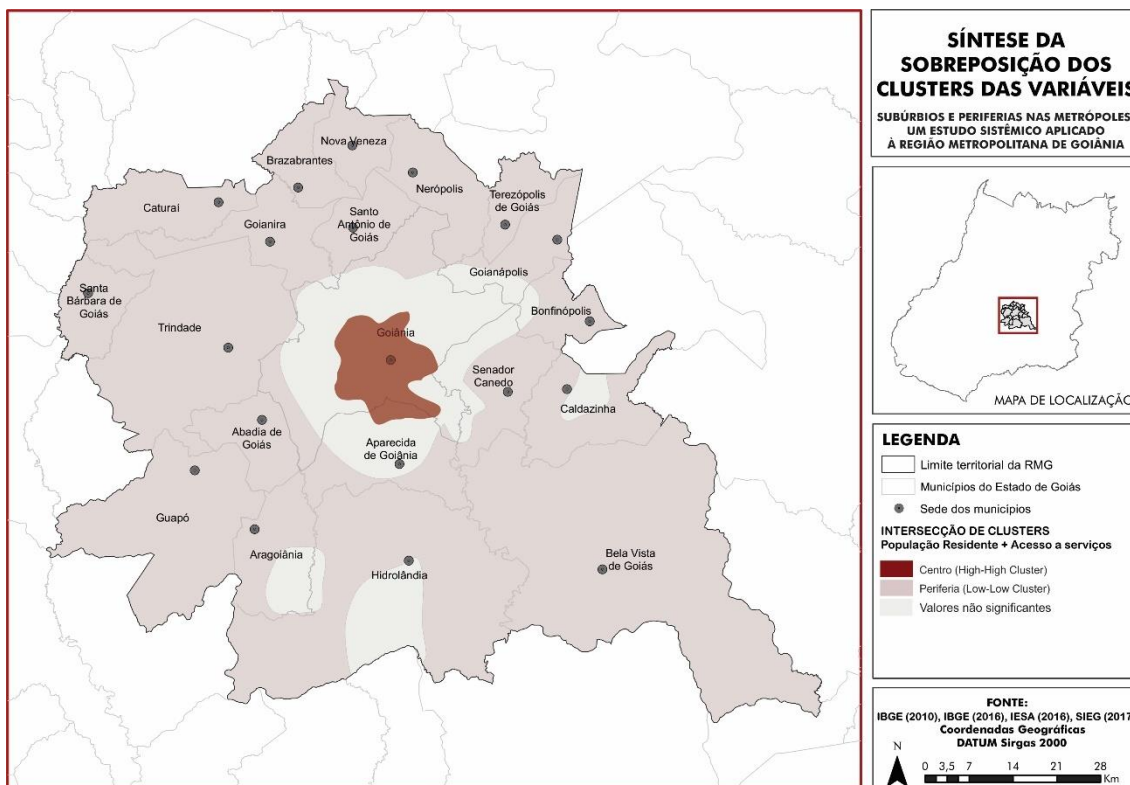 Nova Veneza
Brazabrantes
Nerópolis
Terezópolis
de Goiás
Caturaí
Santo
Antônio de
Goiás
Goianira
Goianápolis
Santa
Bárbara de
Goiás
Bonfinópolis
Trindade
Goiânia
Senador
Canedo
Caldazinha
Abadia de
Goiás
Aparecida
de Goiânia
Guapó
Aragoiânia
Hidrolândia
Bela Vista
de Goiás
SÍNTESE DA
SOBREPOSIÇÃO DOS
CLUSTERS DAS VARIÁVEIS
SUBÚRBIOS E PERIFERIAS NAS METRÓPOLES
UM ESTUDO SISTÊMICO APLICADO
À REGIÃO METROPOLITANA DE GOIÂNIA
MAPA DE LOCALIZAÇÃO
LEGENDA
Limite territorial da RMG
Municípios do Estado de Goiás
Sede dos municípios
INTERSECÇÃO DE CLUSTERS
População Residente + Acesso a serviços
Centro (High-High Cluster)
Periferia (Low-Low Cluster)
Valores não significantes
FONTE:
IBGE (2010), IBGE (2016), IESA (2016), SIEG (2017
Coordenadas Geográficas
DATUM Sirgas 2000
N
0 3,5 7 14 21 28
Km